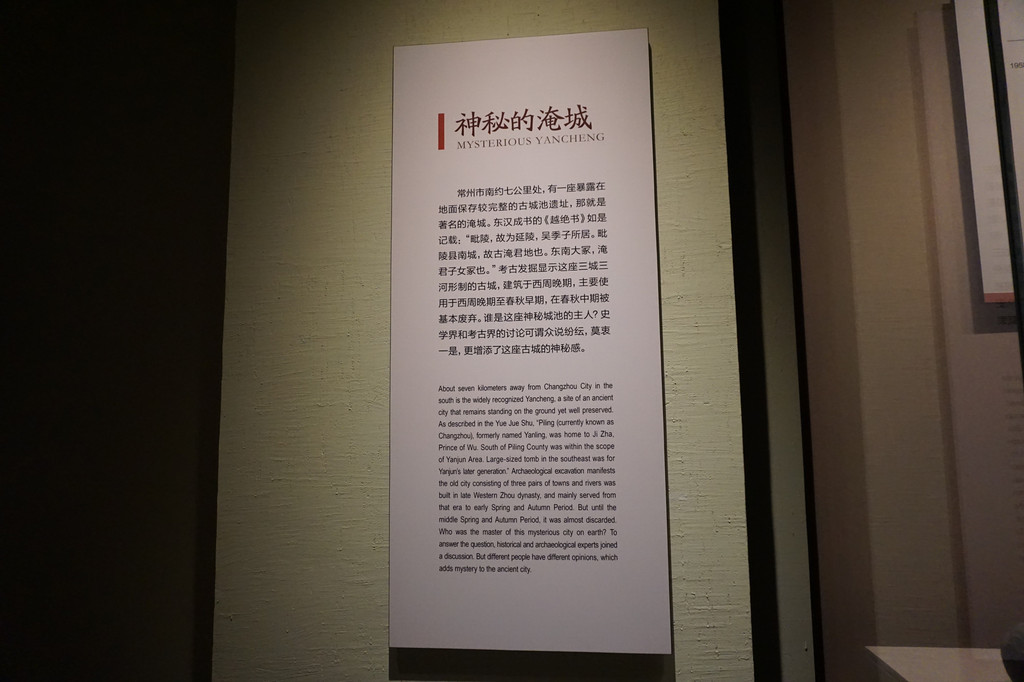 神秘的淹城
MYSTERIOUS YANCHENG
常州市南约七公里处，有一座暴露在
地面保存较完整的古城池遗址，那就是
著名的淹城。东汉成书的《越绝书》如是
记载：“毗陵，故为延陵，吴季子所居。毗
陵县南城，故古淹君地也。东南大冢，淹
君子女冢也。”考古发掘显示这座三城三
河形制的古城，建筑于西周晚期，主要使
用于西周晚期至春秋早期，在春秋中期被
基本废弃。谁是这座神秘城池的主人？史
学界和考古界的讨论可谓众说纷纭，莫衷
一是，更增添了这座古城的神秘感。
About seven kilometers away from Changzhou City in the
south is the widely recognized Yancheng, a site of an ancient
city that remains standing on the ground yet well preserved.
As described in the Yue Jue Shu, “Piling (currently known as
Changzhou), formerly named Yanling, was home to Ji Zha,
Prince of Wu. South of Piling County was within the scope
of Yanjun Area. Large-sized tomb in the southeast was for
Yanjun's later generation.” Archaeological excavation manifests
the old city consisting of three pairs of towns and rivers was
built in late Western Zhou dynasty, and mainly served from
that era to early Spring and Autumn Period. But until the
middle Spring and Autumn Period, it was almost discarded.
Who was the master of this mysterious city on earth? To
answer the question, historical and archaeological experts joined
a discussion. But different people have different opinions, which
adds mystery to the ancient city.